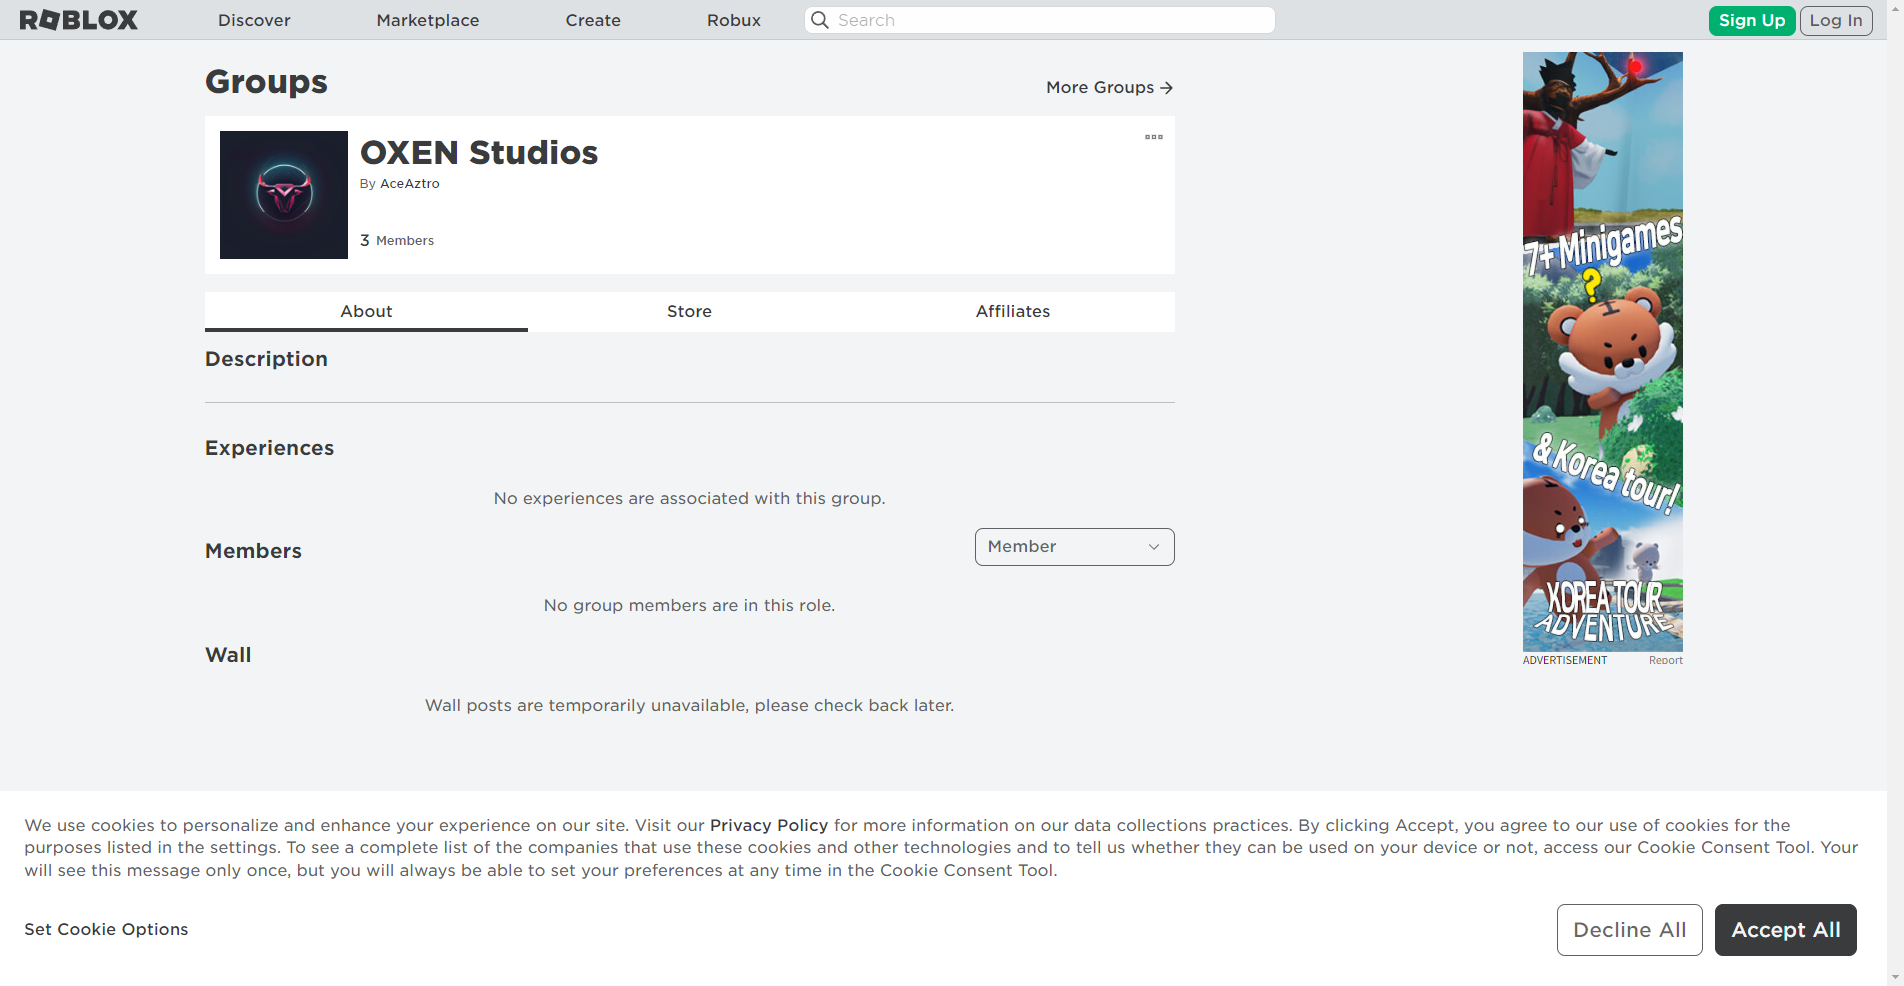 ROBLOX
Discover
Marketplace
Create
Robux
Search
Sign Up
Log In
Groups
More Groups
OXEN Studios
By AceAztro
3 Members
About
Store
Affiliates
Description
Experiences
No experiences are associated with this group.
Members
Member
No group members are in this role.
Wall
Wall posts are temporarily unavailable, please check back later.
7+ Minigames
?
& Korea tour!
KOREA TOUR
ADVENTURE
ADVERTISEMENT
Report
We use cookies to personalize and enhance your experience on our site. Visit our Privacy Policy for more information on our data collections practices. By clicking Accept, you agree to our use of cookies for the
purposes listed in the settings. To see a complete list of the companies that use these cookies and other technologies and to tell us whether they can be used on your device or not, access our Cookie Consent Tool. Your
will see this message only once, but you will always be able to set your preferences at any time in the Cookie Consent Tool.
Set Cookie Options
Decline All
Accept All